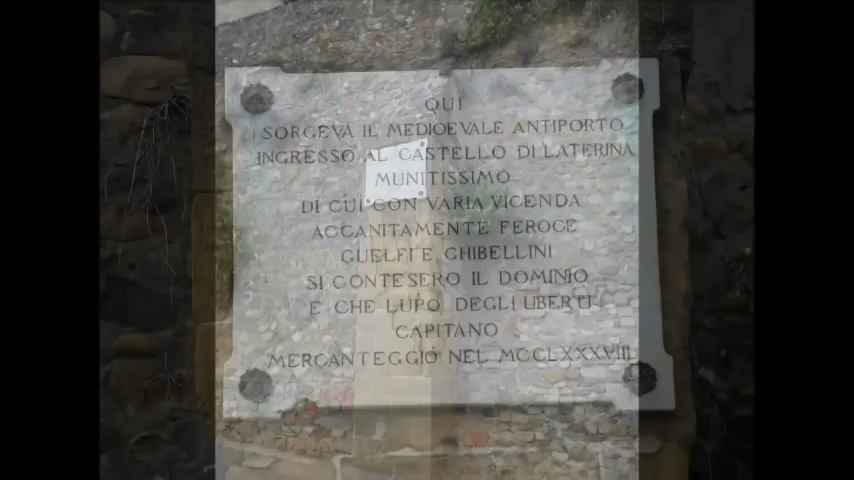 QUI
SORGEVA IL MEDIOEVALE ANTIPORTO
INGRESSO AL CASTELLO DI LATERINA
MUNITISSIMO
DI CUI CON VARIA VICENDA
ACCANITAMENTE FEROCE
GUELFI E GHIBELLINI
SI CONTESERO IL DOMINIO
E CHE LUPO DEGLI UBERTI
CAPITANO
MERCANTEGGIO NEL MCCLXXXVIII